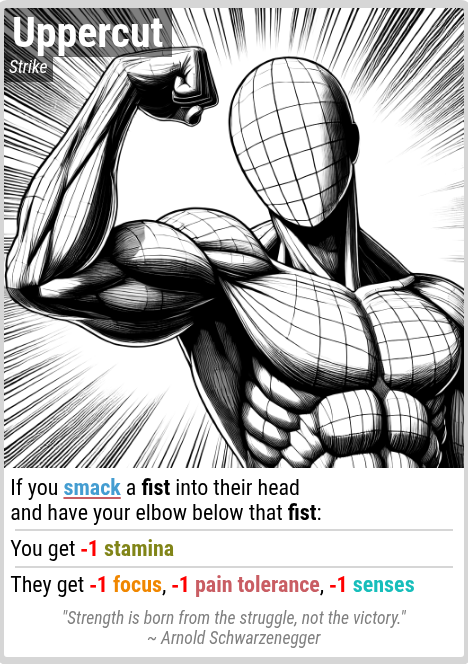 Uppercut
Strike
If you smack a fist into their head
and have your elbow below that fist:
You get -1 stamina
They get -1 focus, -1 pain tolerance, -1 senses
"Strength is born from the struggle, not the victory."
~ Arnold Schwarzenegger